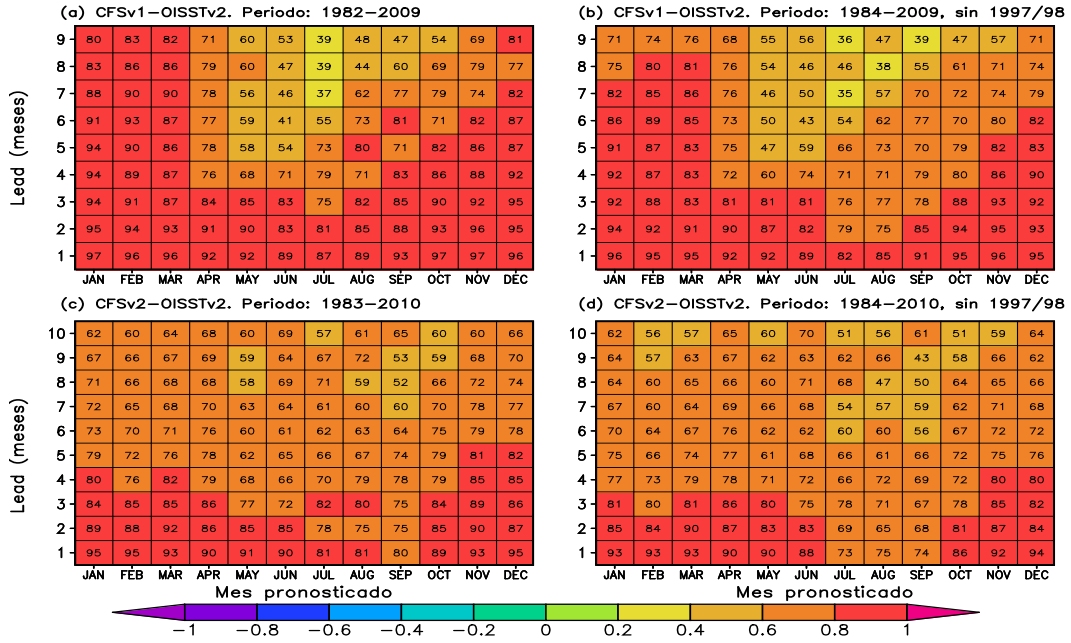 (a) CFSv1−OISSTv2. Periodo: 1982−2009
9 80 83 82 71 60 53 39 48 47 54 69 81
8 83 86 86 79 60 47 39 44 60 69 79 77
7 88 90 90 78 56 46 37 62 77 79 74 82
6 91 93 87 77 59 41 55 73 81 71 82 87
5 94 90 86 78 58 54 73 80 71 82 86 87
4 94 89 87 76 68 71 79 71 83 86 88 92
3 94 91 87 84 85 83 75 82 85 90 92 95
2 95 94 93 91 90 83 81 85 88 93 94 95
1 97 96 96 92 92 89 87 87 91 97 97 96
JAN FEB MAR APR MAY JUN JUL AUG SEP OCT NOV DEC
Lead (meses)
(b) CFSv1−OISSTv2. Periodo: 1984−2009, sin 1997/98
9 71 74 76 68 55 56 36 47 39 47 57 71
8 75 80 81 76 54 46 46 38 55 61 71 74
7 82 85 86 76 46 50 35 57 70 72 74 79
6 86 89 85 73 50 43 54 62 77 70 80 82
5 91 87 83 75 47 59 66 73 70 79 82 83
4 92 87 83 72 60 74 71 71 79 80 86 90
3 92 88 83 81 81 81 76 77 78 88 93 92
2 94 92 91 90 87 82 79 75 85 94 95 93
1 96 95 95 92 92 89 82 85 91 95 96 95
JAN FEB MAR APR MAY JUN JUL AUG SEP OCT NOV DEC
(c) CFSv2−OISSTv2. Periodo: 1983−2010
10 62 60 64 68 60 69 57 61 65 60 60 66
9 67 66 67 69 59 64 67 72 53 59 68 70
8 71 66 68 68 58 69 71 59 52 66 72 74
7 72 65 68 70 63 64 61 60 60 70 78 77
6 73 70 71 76 60 61 62 63 64 75 79 78
5 79 72 76 78 62 65 66 67 74 75 81 82
4 80 76 82 79 68 66 70 79 78 79 85 85
3 84 85 85 86 77 72 82 80 75 84 89 86
2 89 88 92 86 85 85 78 75 75 85 90 87
1 95 95 93 90 91 90 81 81 80 89 93 95
JAN FEB MAR APR MAY JUN JUL AUG SEP OCT NOV DEC
Mes pronosticado
Lead (meses)
(d) CFSv2−OISSTv2. Periodo: 1984−2010, sin 1997/98
62 56 57 65 60 70 51 56 61 51 59 64
64 57 63 67 62 63 62 66 43 58 66 62
64 60 65 66 60 71 68 47 50 64 65 66
67 60 64 69 66 68 54 57 59 62 71 68
70 64 67 76 62 62 60 60 56 67 72 72
75 66 74 77 61 68 66 61 66 72 75 76
77 73 79 78 71 72 66 72 74 72 80 80
81 80 81 86 80 75 78 71 67 78 85 82
85 84 90 87 83 83 69 65 68 81 87 84
93 93 93 90 90 88 73 75 74 86 92 94
JAN FEB MAR APR MAY JUN JUL AUG SEP OCT NOV DEC
Mes pronosticado
−1 −0.8 −0.6 −0.4 −0.2 0 0.2 0.4 0.6 0.8 1